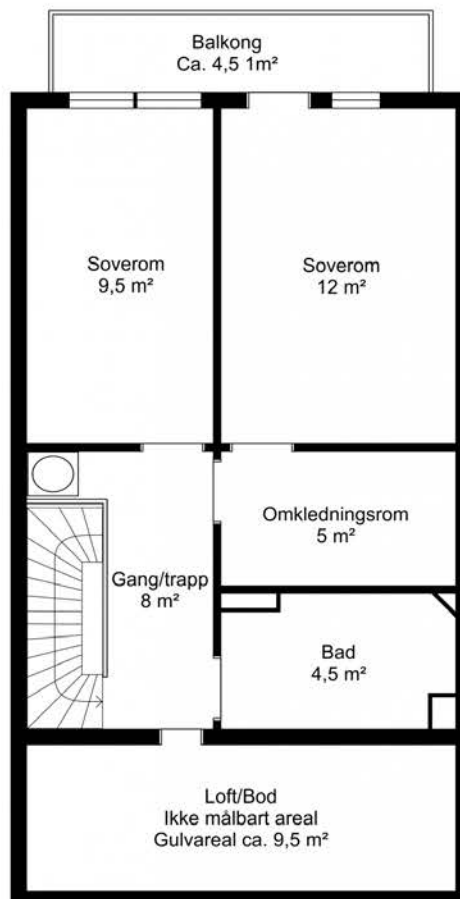 Balkong
Ca. 4,5 1m²
Soverom
9,5 m²
Soverom
12 m²
Omkledningsrom
5 m²
Gang/trapp
8 m²
Bad
4,5 m²
Loft/Bod
Ikke målbart areal
Gulvareal ca. 9,5 m²